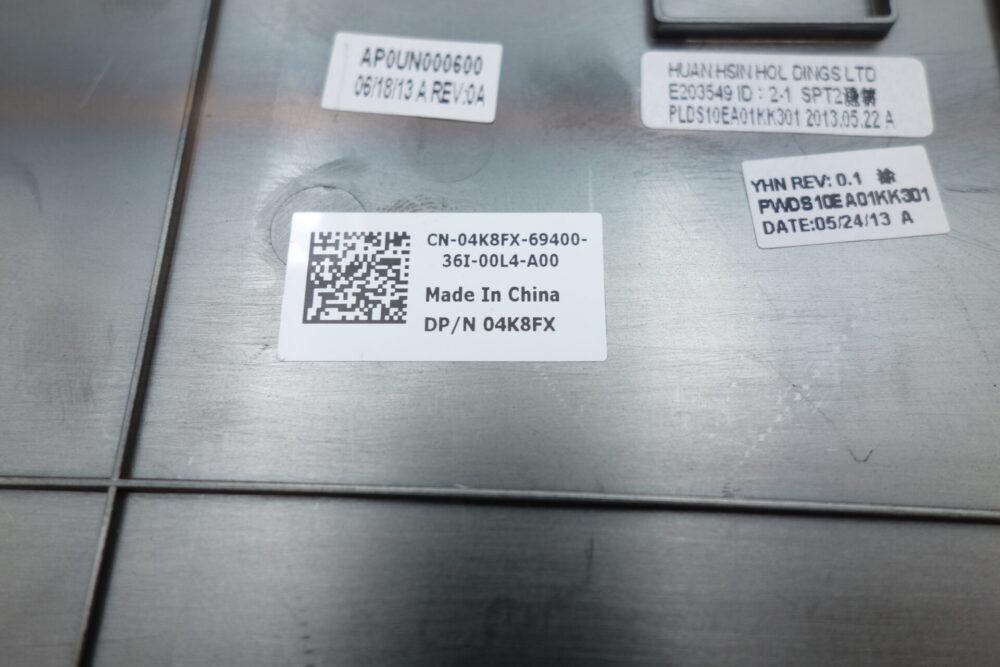 AP0UN000600
06/18/13 A REV:0A
HUAN HSIN HOL DINGS LTD
E203549 ID : 2-1 SPT2
PLDS10EA01KK301 2013.05.22 A
YHN REV: 0.1
PWDS10EA01KK301
DATE:05/24/13 A
CN-04K8FX-69400-
36I-00L4-A00
Made In China
DP/N 04K8FX